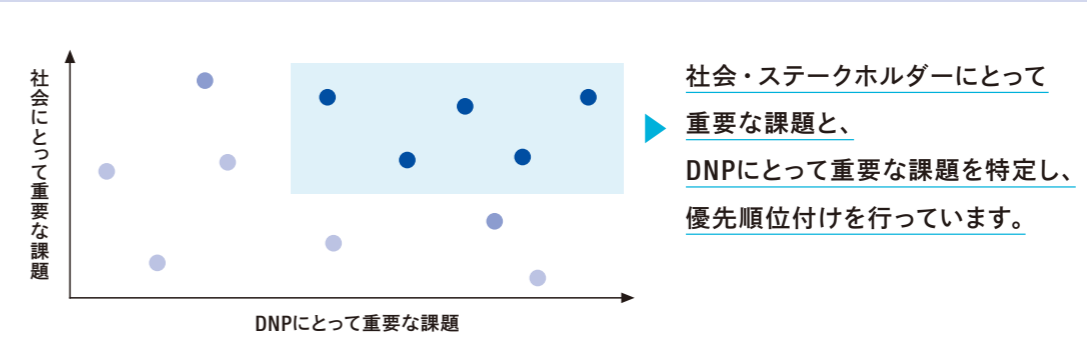 社会にとって重要な課題
DNPにとって重要な課題
社会・ステークホルダーにとって
重要な課題と、
DNPにとって重要な課題を特定し、
優先順位付けを行っています。